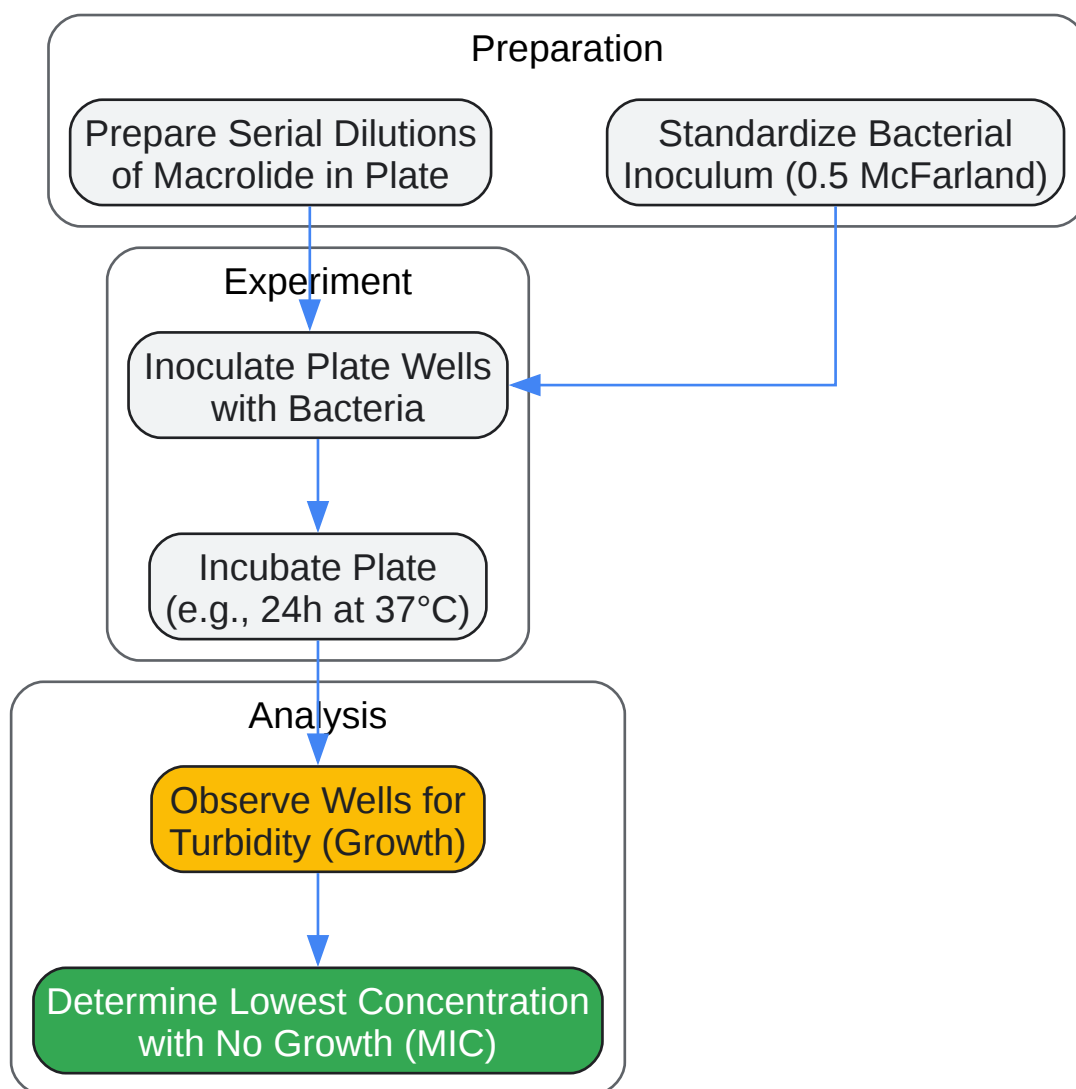 Preparation
Prepare Serial Dilutions
of Macrolide in Plate
Standardize Bacterial
Inoculum (0.5 McFarland)
Experiment
Inoculate Plate Wells
with Bacteria
Incubate Plate
(e.g., 24h at 37°C)
Analysis
Observe Wells for
Turbidity (Growth)
Determine Lowest Concentration
with No Growth (MIC)